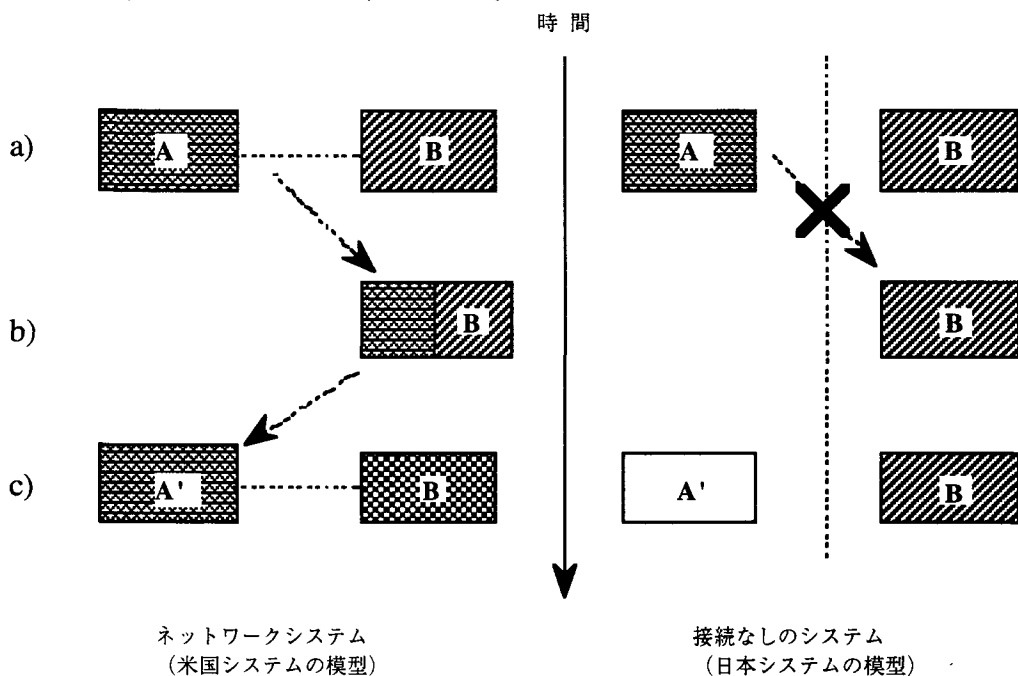 時 間
a)
A
B
A
B
b)
B
B
c)
A'
B
A'
B
ネットワークシステム
(米国システムの模型)
接続なしのシステム
(日本システムの模型)